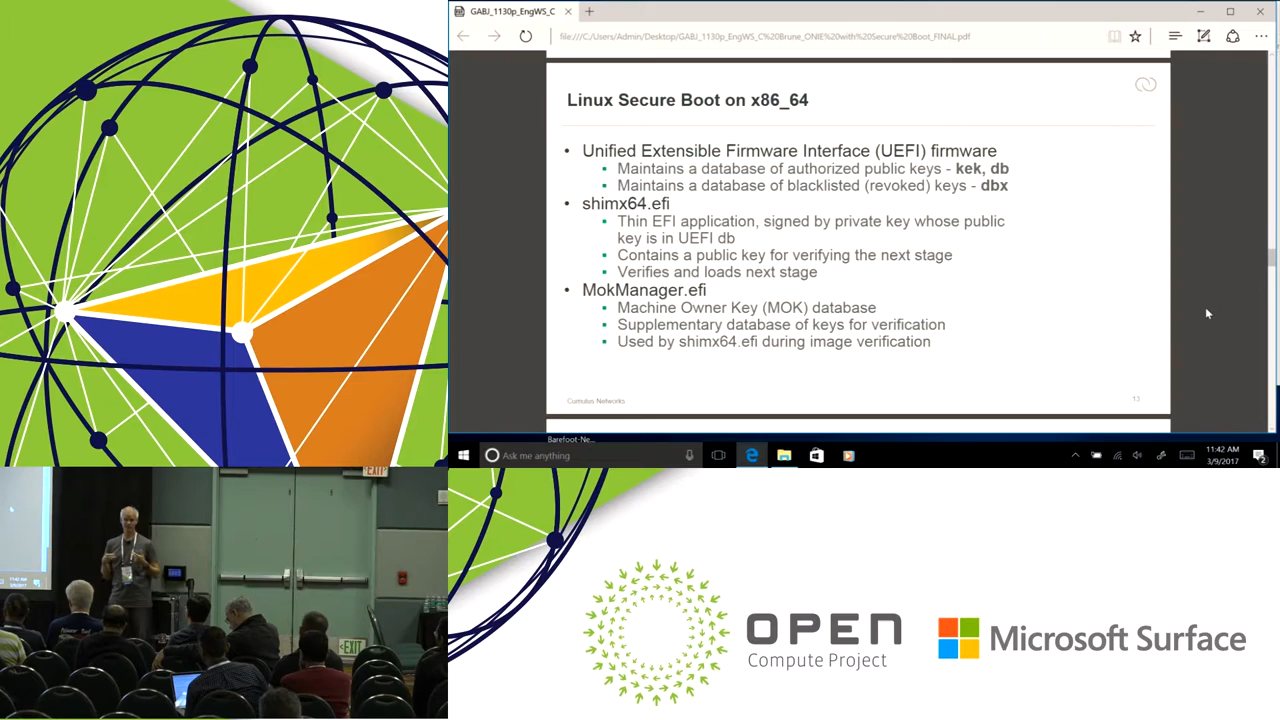 GABJ_1130p_EngWS_C
file:///C:/Users/Admin/Desktop/GABJ_1130p_EngWS_C%20Brune_ONIE%20with%20Secure%20Boot_FINAL.pdf
Linux Secure Boot on x86_64
• Unified Extensible Firmware Interface (UEFI) firmware
Maintains a database of authorized public keys - kek, db
Maintains a database of blacklisted (revoked) keys - dbx
• shimx64.efi
Thin EFI application, signed by private key whose public
key is in UEFI db
Contains a public key for verifying the next stage
Verifies and loads next stage
• MokManager.efi
Machine Owner Key (MOK) database
Supplementary database of keys for verification
Used by shimx64.efi during image verification
Cumulus Networks
13
Barefoot-Ne...
Ask me anything
11:42 AM
3/9/2017
2
EXIT
EXIT
OPEN
Compute Project
Microsoft Surface